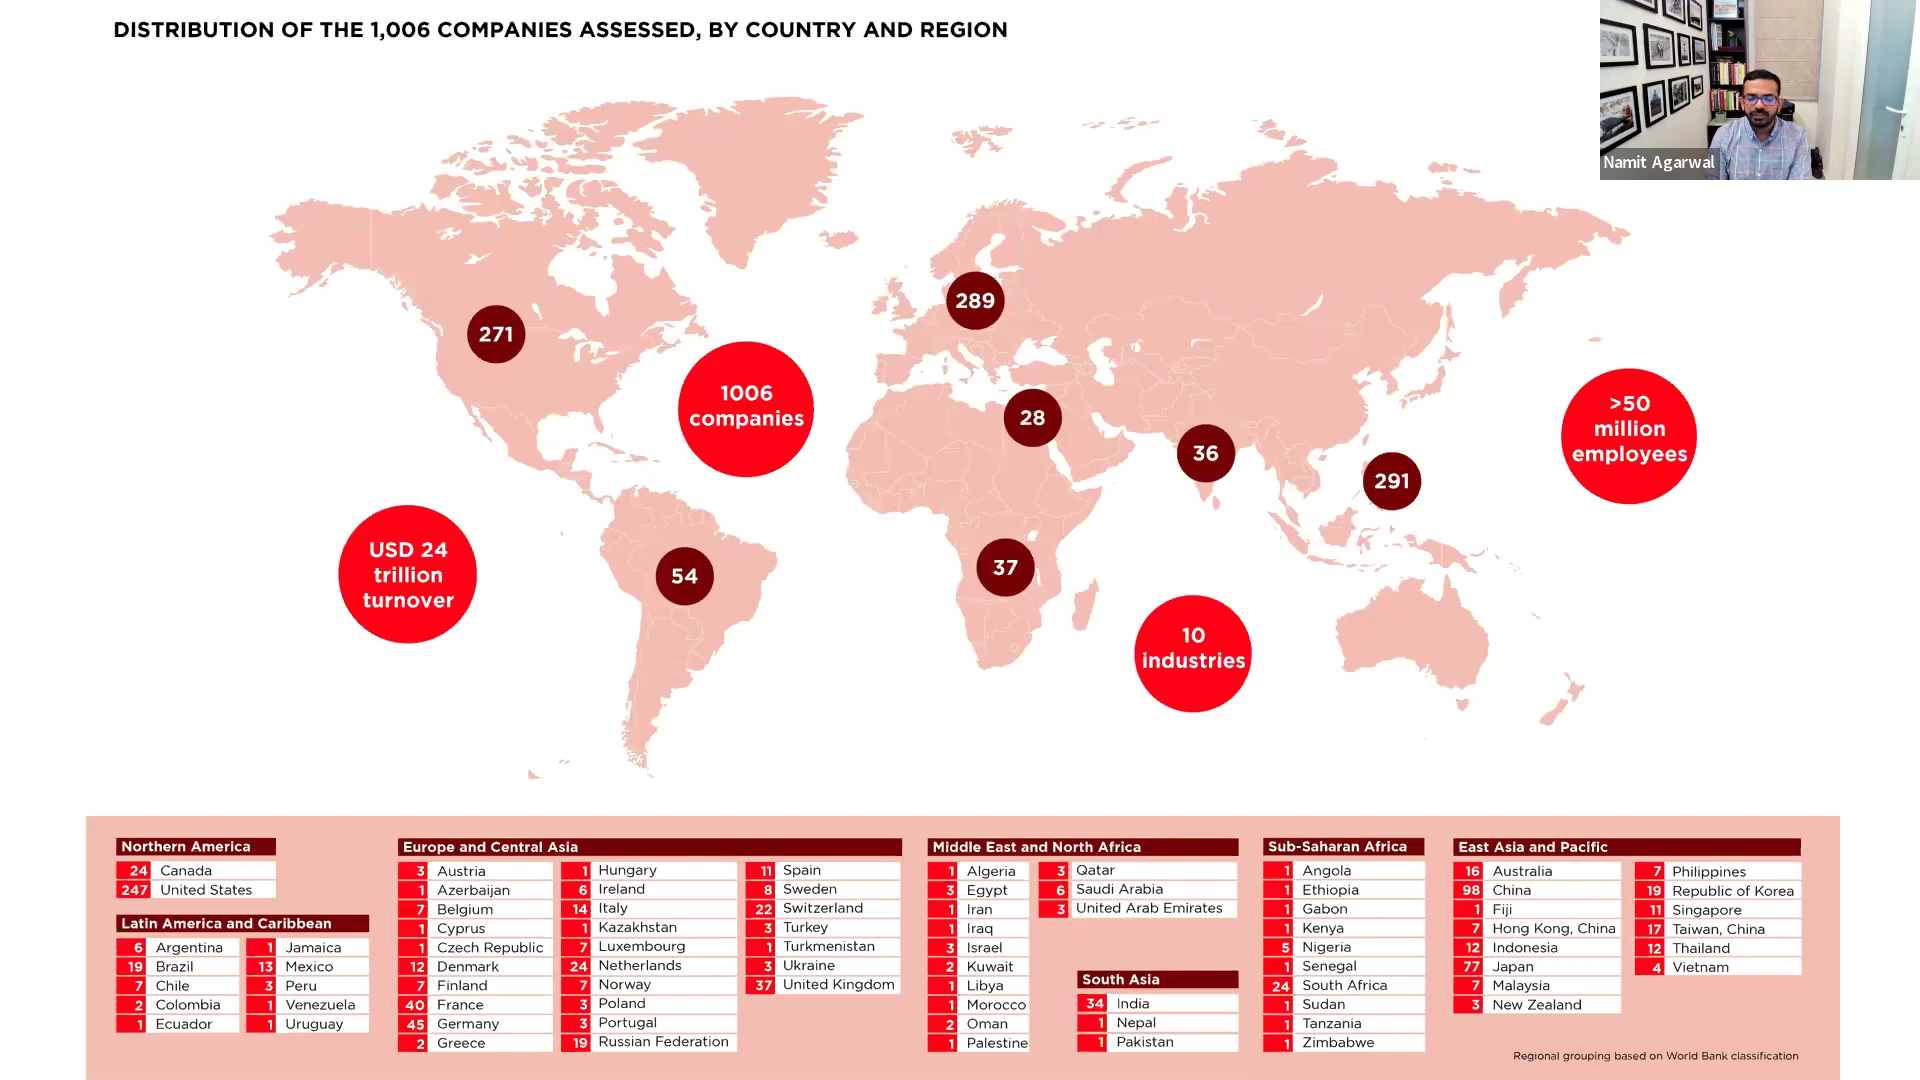 DISTRIBUTION OF THE 1,006 COMPANIES ASSESSED, BY COUNTRY AND REGION
Namit Agarwal
289
271
1006
companies
28
>50
million
employees
36
291
USD 24
trillion
turnover
54
37
10
industries
Northern America
24 Canada
247 United States
Latin America and Caribbean
6 Argentina
19 Brazil
7 Chile
2 Colombia
1 Ecuador
1 Jamaica
13 Mexico
3 Peru
1 Venezuela
1 Uruguay
Europe and Central Asia
3 Austria
1 Azerbaijan
7 Belgium
1 Cyprus
1 Czech Republic
12 Denmark
7 Finland
40 France
45 Germany
2 Greece
1 Hungary
6 Ireland
14 Italy
1 Kazakhstan
7 Luxembourg
24 Netherlands
7 Norway
3 Poland
3 Portugal
19 Russian Federation
11 Spain
8 Sweden
22 Switzerland
3 Turkey
1 Turkmenistan
3 Ukraine
37 United Kingdom
Middle East and North Africa
1 Algeria
3 Egypt
1 Iran
1 Iraq
3 Israel
2 Kuwait
1 Libya
1 Morocco
2 Oman
1 Palestine
3 Qatar
6 Saudi Arabia
3 United Arab Emirates
South Asia
34 India
1 Nepal
1 Pakistan
Sub-Saharan Africa
1 Angola
1 Ethiopia
1 Gabon
1 Kenya
5 Nigeria
1 Senegal
24 South Africa
1 Sudan
1 Tanzania
1 Zimbabwe
East Asia and Pacific
16 Australia
98 China
1 Fiji
7 Hong Kong, China
12 Indonesia
77 Japan
7 Malaysia
3 New Zealand
7 Philippines
19 Republic of Korea
11 Singapore
17 Taiwan, China
12 Thailand
4 Vietnam
Regional grouping based on World Bank classification